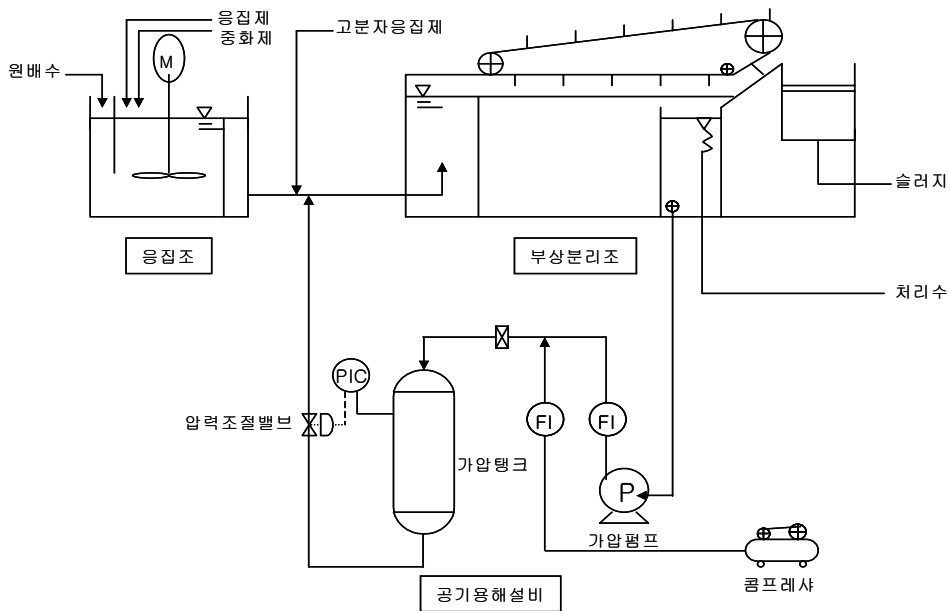 응집제
중화제
고분자응집제
원배수
M
슬러지
응집조
부상분리조
처리수
PIC
압력조절밸브
FI
FI
가압탱크
P
가압펌프
콤프레샤
공기용해설비